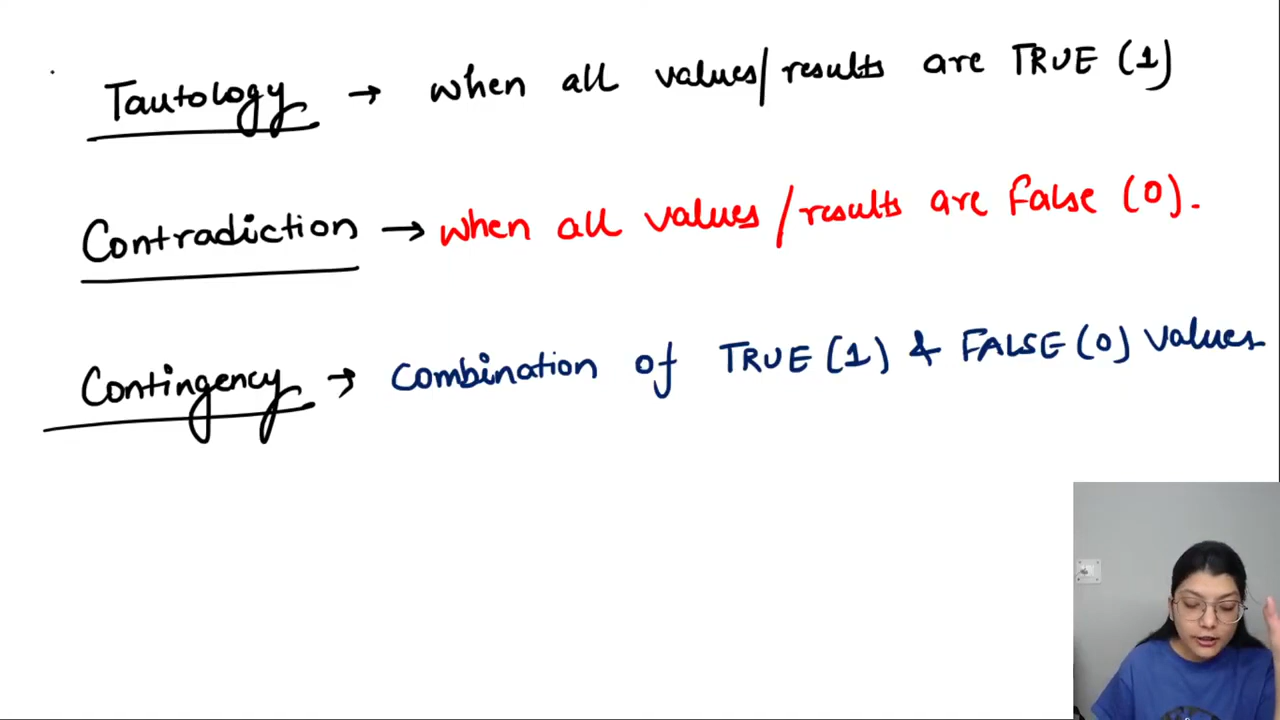 Tautology → when all values/results are TRUE (1)
Contradiction → when all values/results are false (0).
Contingency → combination of TRUE (1) & FALSE (0) values